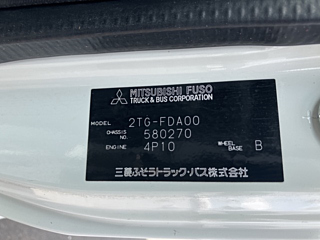 MITSUBISHI FUSO
TRUCK & BUS CORPORATION
MODEL 2TG-FDA00
CHASSIS NO. 580270
ENGINE 4P10 WHEEL BASE B
三菱ふそうトラック・バス株式会社